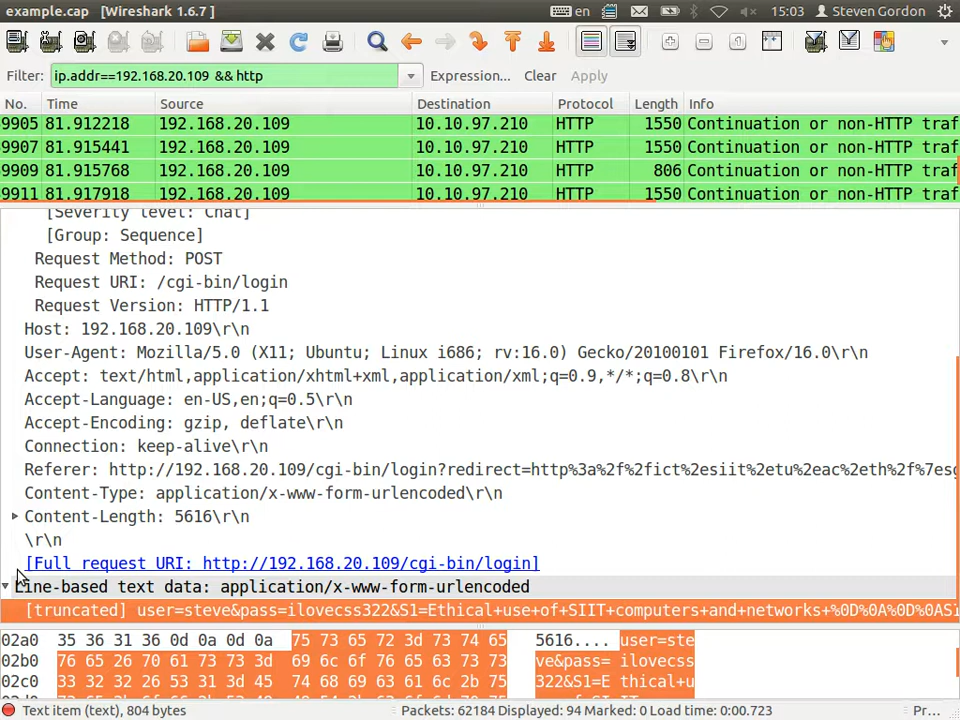 example.cap [Wireshark 1.6.7 ]
en
15:03
Steven Gordon
Filter: ip.addr==192.168.20.109 && http Expression... Clear Apply
No. Time Source Destination Protocol Length Info
9905 81.912218 192.168.20.109 10.10.97.210 HTTP 1550 Continuation or non-HTTP traf
9907 81.915441 192.168.20.109 10.10.97.210 HTTP 1550 Continuation or non-HTTP traf
9909 81.915768 192.168.20.109 10.10.97.210 HTTP 806 Continuation or non-HTTP traf
9911 81.917918 192.168.20.109 10.10.97.210 HTTP 1550 Continuation or non-HTTP traf
[Severity level: Chat]
[Group: Sequence]
Request Method: POST
Request URI: /cgi-bin/login
Request Version: HTTP/1.1
Host: 192.168.20.109\r\n
User-Agent: Mozilla/5.0 (X11; Ubuntu; Linux i686; rv:16.0) Gecko/20100101 Firefox/16.0\r\n
Accept: text/html,application/xhtml+xml,application/xml;q=0.9,*/*;q=0.8\r\n
Accept-Language: en-US,en;q=0.5\r\n
Accept-Encoding: gzip, deflate\r\n
Connection: keep-alive\r\n
Referer: http://192.168.20.109/cgi-bin/login?redirect=http%3a%2f%2fict%2esiit%2etu%2eac%2eth%2f%7esg
Content-Type: application/x-www-form-urlencoded\r\n
Content-Length: 5616\r\n
\r\n
[Full request URI: http://192.168.20.109/cgi-bin/login]
Line-based text data: application/x-www-form-urlencoded
[truncated] user=steve&pass=ilovecss322&S1=Ethical+use+of+SIIT+computers+and+networks+%0D%0A%0D%0ASi
02a0 35 36 31 36 0d 0a 0d 0a 75 73 65 72 3d 73 74 65 5616.... user=ste
02b0 76 65 26 70 61 73 73 3d 69 6c 6f 76 65 63 73 73 ve&pass= ilovecss
02c0 33 32 32 26 53 31 3d 45 74 68 69 63 61 6c 2b 75 322&S1=E thical+u
Text item (text), 804 bytes Packets: 62184 Displayed: 94 Marked: 0 Load time: 0:00.723 Pr...